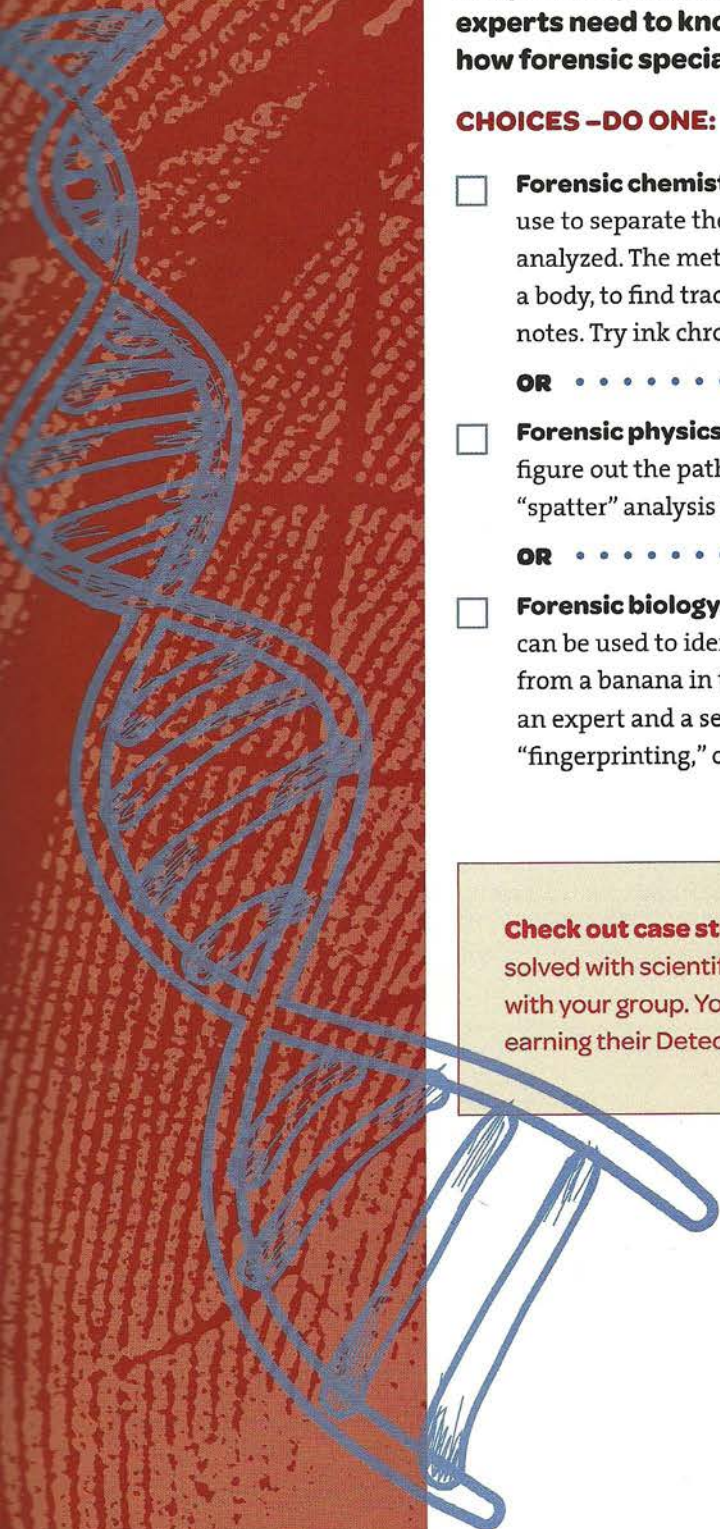 experts need to kno
how forensic specia
CHOICES –DO ONE:
Forensic chemist
use to separate the
analyzed. The met
a body, to find trac
notes. Try ink chro
OR
Forensic physics
figure out the path
“spatter” analysis
OR
Forensic biology
can be used to iden
from a banana in t
an expert and a se
“fingerprinting,” o
Check out case st
solved with scientif
with your group. Yo
earning their Detec